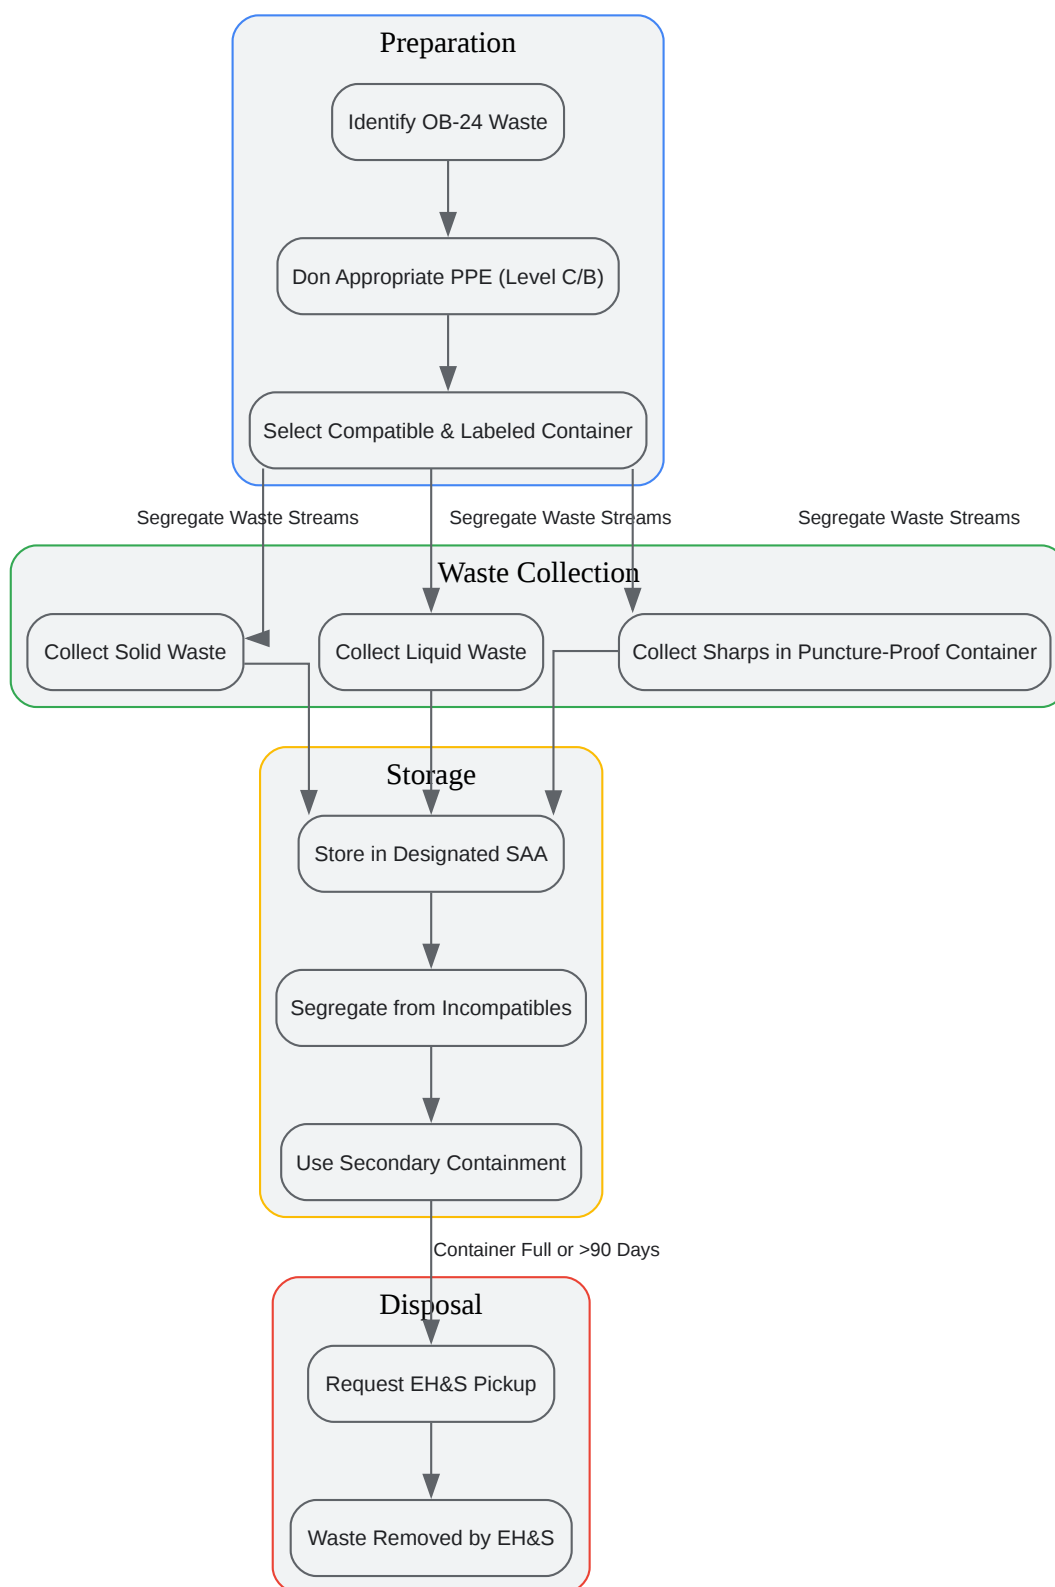 Preparation
Identify OB-24 Waste
Don Appropriate PPE (Level C/B)
Select Compatible & Labeled Container
Segregate Waste Streams
Segregate Waste Streams
Segregate Waste Streams
Waste Collection
Collect Solid Waste
Collect Liquid Waste
Collect Sharps in Puncture-Proof Container
Storage
Store in Designated SAA
Segregate from Incompatibles
Use Secondary Containment
Container Full or >90 Days
Disposal
Request EH&S Pickup
Waste Removed by EH&S